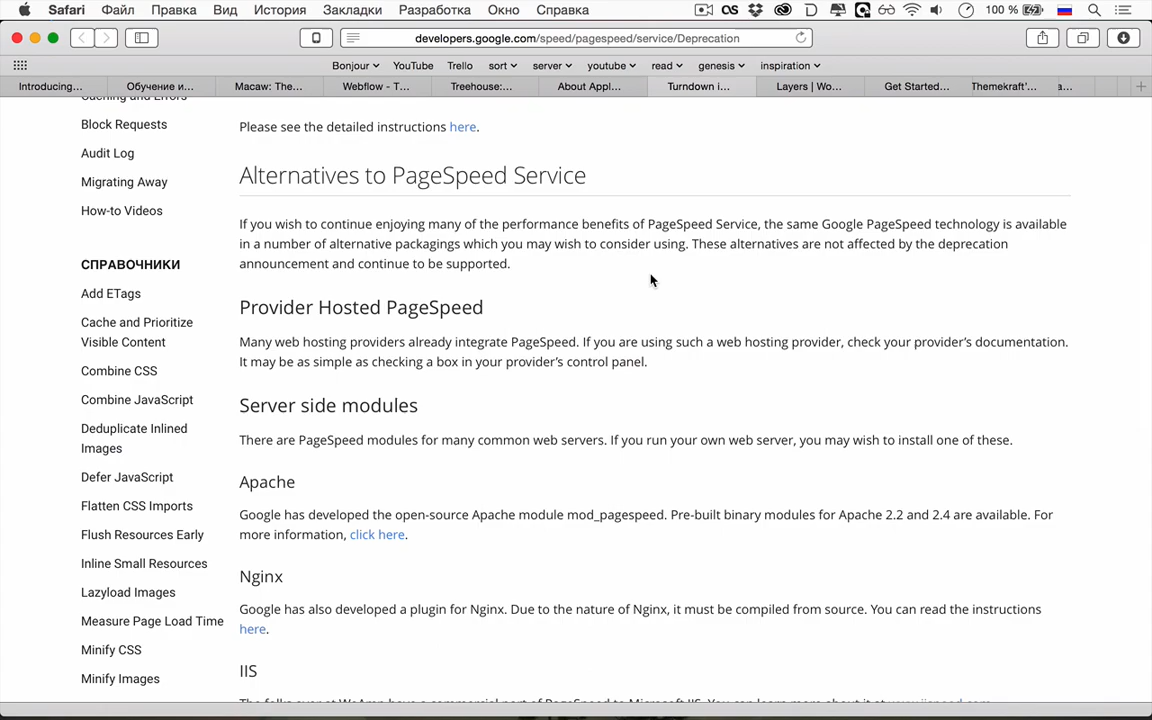 Safari Файл Правка Вид История Закладки Разработка Окно Справка 100 %
developers.google.com/speed/pagespeed/service/Deprecation
Bonjour YouTube Trello sort server youtube read genesis inspiration
Introducing... Обучение и... Macaw: The... Webflow - T... Treehouse:... About Appl... Turndown i... Layers | Wo... Get Started... Themekraft'... a...
Caching and Errors
Block Requests
Audit Log
Migrating Away
How-to Videos
СПРАВОЧНИКИ
Add ETags
Cache and Prioritize
Visible Content
Combine CSS
Combine JavaScript
Deduplicate Inlined
Images
Defer JavaScript
Flatten CSS Imports
Flush Resources Early
Inline Small Resources
Lazyload Images
Measure Page Load Time
Minify CSS
Minify Images
Please see the detailed instructions here.
Alternatives to PageSpeed Service
If you wish to continue enjoying many of the performance benefits of PageSpeed Service, the same Google PageSpeed technology is available
in a number of alternative packagings which you may wish to consider using. These alternatives are not affected by the deprecation
announcement and continue to be supported.
Provider Hosted PageSpeed
Many web hosting providers already integrate PageSpeed. If you are using such a web hosting provider, check your provider's documentation.
It may be as simple as checking a box in your provider's control panel.
Server side modules
There are PageSpeed modules for many common web servers. If you run your own web server, you may wish to install one of these.
Apache
Google has developed the open-source Apache module mod_pagespeed. Pre-built binary modules for Apache 2.2 and 2.4 are available. For
more information, click here.
Nginx
Google has also developed a plugin for Nginx. Due to the nature of Nginx, it must be compiled from source. You can read the instructions
here.
IIS